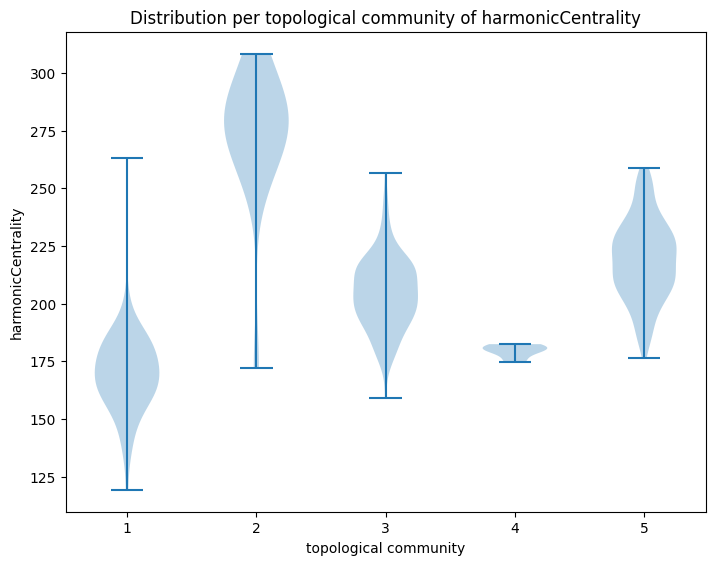 Distribution per topological community of harmonicCentrality
harmonicCentrality
300
275
250
225
200
175
150
125
1 2 3 4 5
topological community